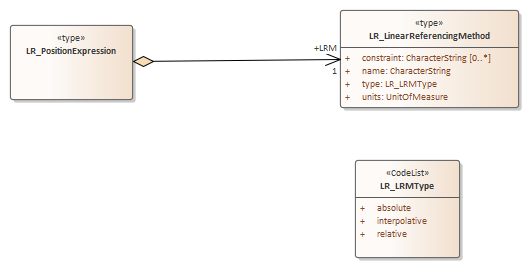 «type»
LR_PositionExpression
+LRM
1
«type»
LR_LinearReferencingMethod
+ constraint: CharacterString [0..*]
+ name: CharacterString
+ type: LR_LRMType
+ units: UnitOfMeasure
«CodeList»
LR_LRMType
+ absolute
+ interpolative
+ relative